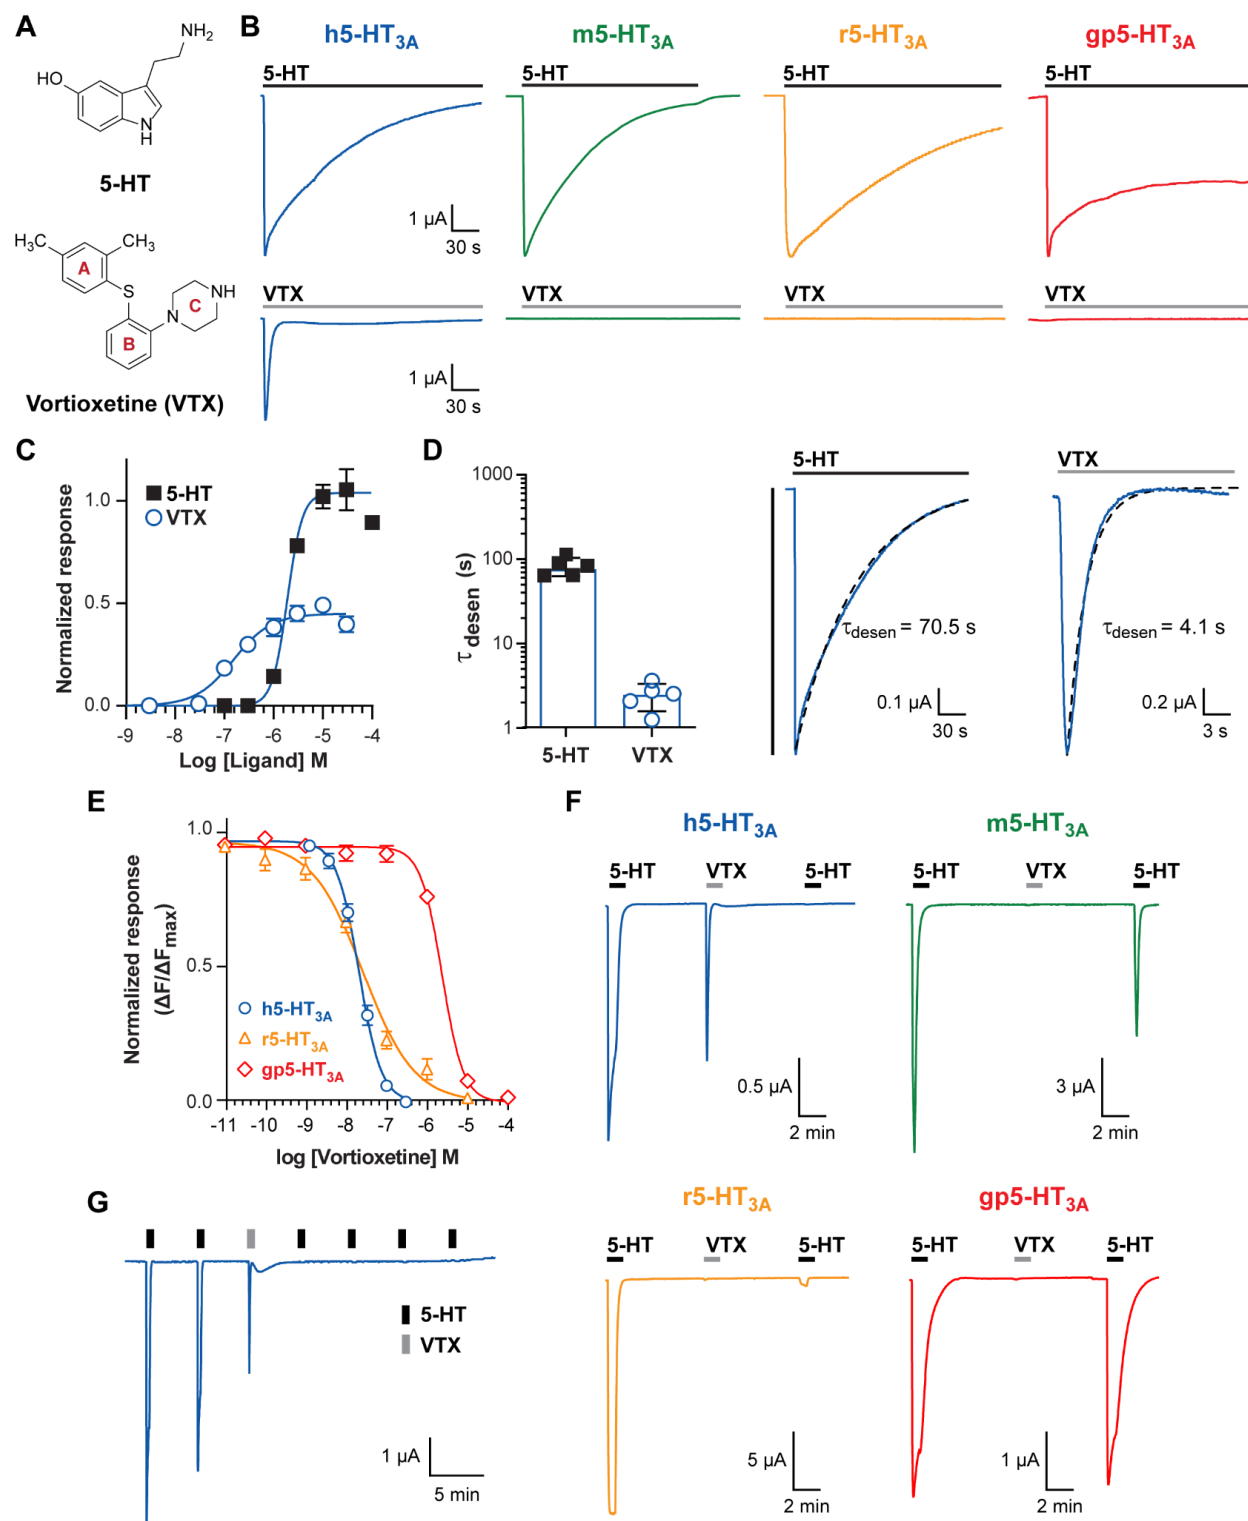 A
NH₂
HO
N
H
5-HT
H₃C
CH₃
A
S
NH
C
N
B
Vortioxetine (VTX)
B
h5-HT₃A
m5-HT₃A
r5-HT₃A
gp5-HT₃A
5-HT
5-HT
5-HT
5-HT
1 µA
30 s
VTX
VTX
VTX
VTX
1 µA
30 s
C
Normalized response
1.0
0.5
0.0
5-HT
VTX
-9 -8 -7 -6 -5 -4
Log [Ligand] M
D
τ desen (s)
1000
100
10
1
5-HT VTX
5-HT
τdesen = 70.5 s
0.1 µA
30 s
VTX
τdesen = 4.1 s
0.2 µA
3 s
E
Normalized response
(ΔF/ΔFmax)
1.0
0.5
0.0
h5-HT₃A
r5-HT₃A
gp5-HT₃A
-11 -10 -9 -8 -7 -6 -5 -4
log [Vortioxetine] M
F
h5-HT₃A
5-HT VTX 5-HT
0.5 µA
2 min
m5-HT₃A
5-HT VTX 5-HT
3 µA
2 min
r5-HT₃A
5-HT VTX 5-HT
5 µA
2 min
gp5-HT₃A
5-HT VTX 5-HT
1 µA
2 min
G
5-HT
VTX
1 µA
5 min